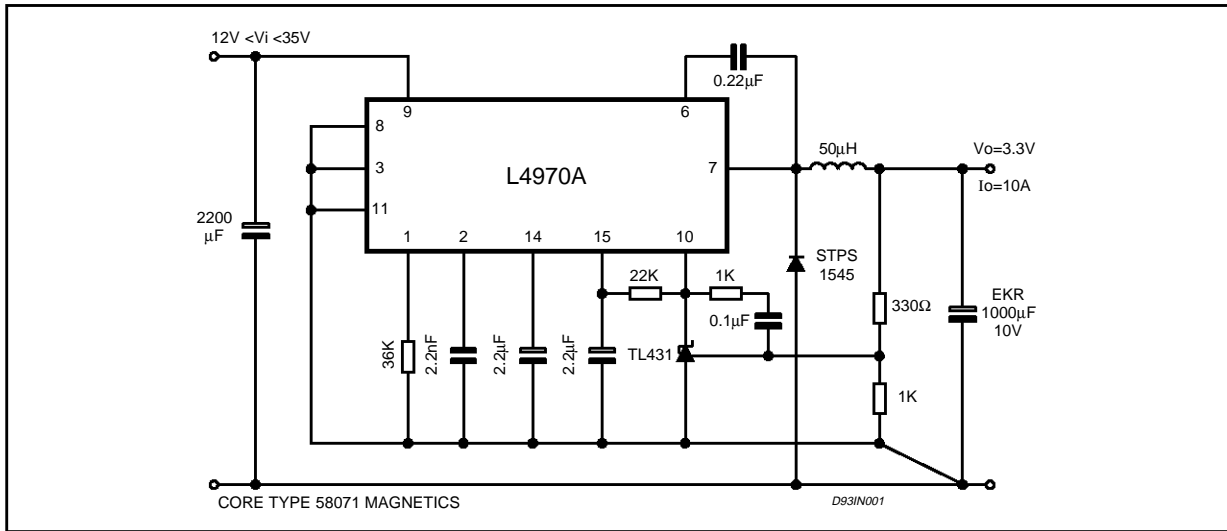 12V <Vi <35V
0.22μF
9
6
8
3
11
L4970A
7
50μH
Vo=3.3V
Io=10A
2200
μF
1
2
14
15
10
22K
1K
STPS
1545
0.1μF
330Ω
EKR
1000μF
10V
36K
2.2nF
2.2μF
2.2μF
TL431
1K
CORE TYPE 58071 MAGNETICS
D93IN001